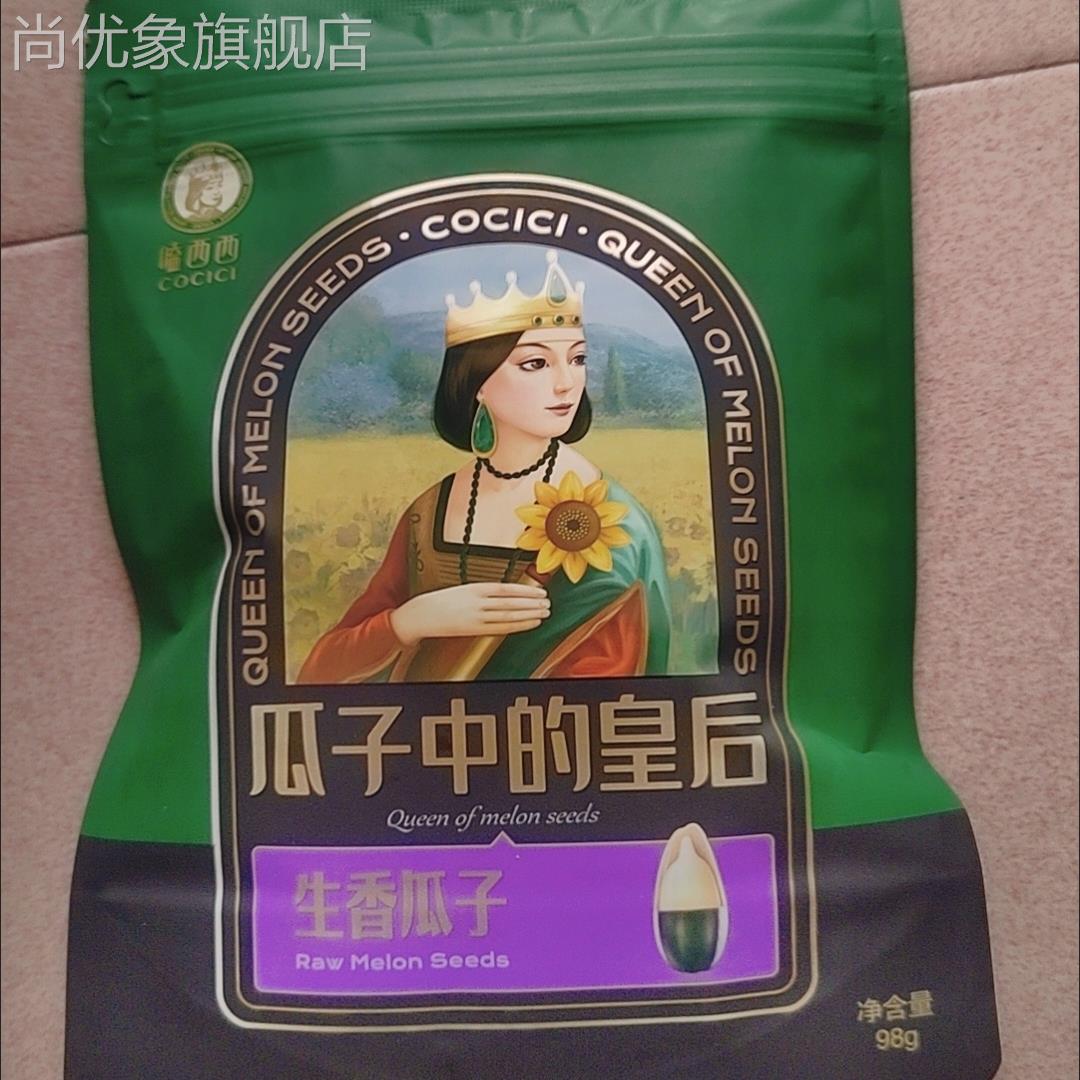 尚优象旗舰店
嗑西西
COCICI
QUEEN OF MELON SEEDS · COCICI · QUEEN OF MELON SEEDS
瓜子中的皇后
Queen of melon seeds
生香瓜子
Raw Melon Seeds
净含量
98g